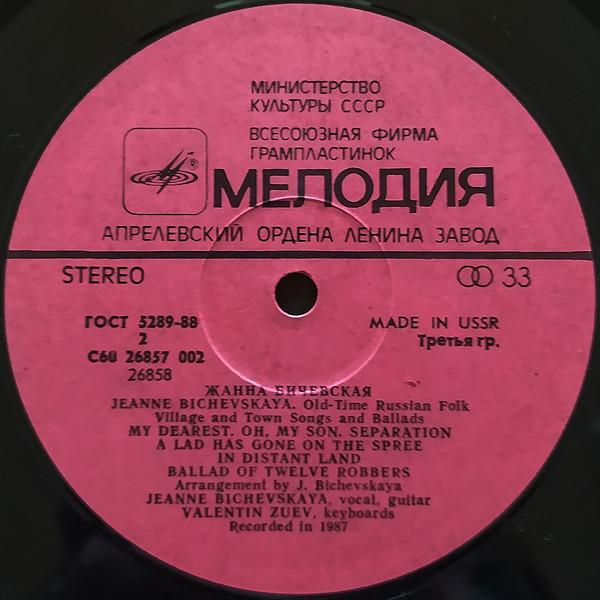 МИНИСТЕРСТВО
КУЛЬТУРЫ СССР
ВСЕСОЮЗНАЯ ФИРМА
ГРАМПЛАСТИНОК
®
МЕЛОДИЯ
АПРЕЛЕВСКИЙ ОРДЕНА ЛЕНИНА ЗАВОД
STEREO
33
ГОСТ 5289-88
MADE IN USSR
2
Третья гр.
С60 26857 002
26858
ЖАННА БИЧЕВСКАЯ
JEANNE BICHEVSKAYA. Old-Time Russian Folk
Village and Town Songs and Ballads
MY DEAREST. OH, MY SON. SEPARATION
A LAD HAS GONE ON THE SPREE
IN DISTANT LAND
BALLAD OF TWELVE ROBBERS
Arrangement by J. Bichevskaya
JEANNE BICHEVSKAYA, vocal, guitar
VALENTIN ZUEV, keyboards
Recorded in 1987